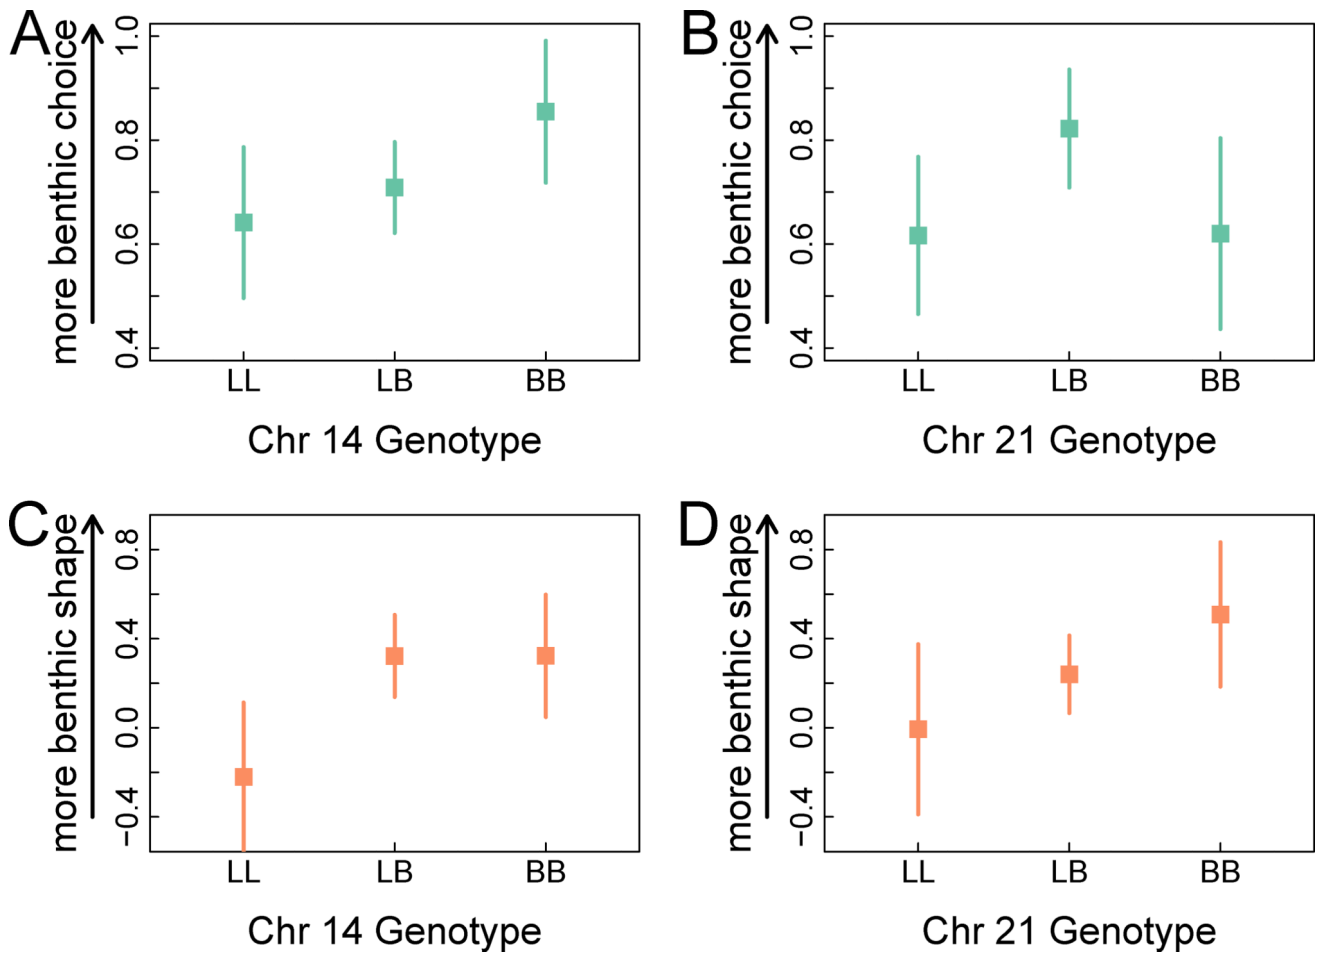 A
more benthic choice
1.0
0.8
0.6
0.4
LL LB BB
Chr 14 Genotype
B
more benthic choice
1.0
0.8
0.6
0.4
LL LB BB
Chr 21 Genotype
C
more benthic shape
0.8
0.4
0.0
−0.4
LL LB BB
Chr 14 Genotype
D
more benthic shape
0.8
0.4
0.0
−0.4
LL LB BB
Chr 21 Genotype